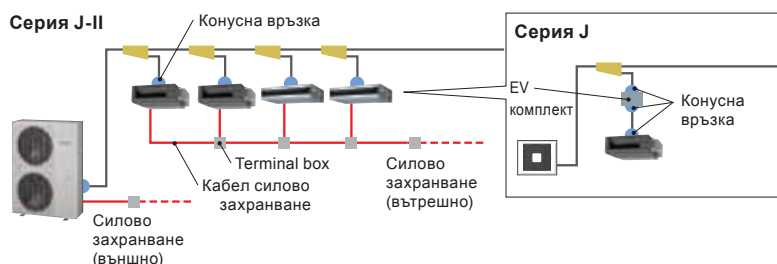 Серия J-II
Конусна връзка
Terminal box
Кабел силово
захранване
Силово
захранване
(вътрешно)
Силово
захранване
(външно)
Серия J
EV
комплект
Конусна
връзка